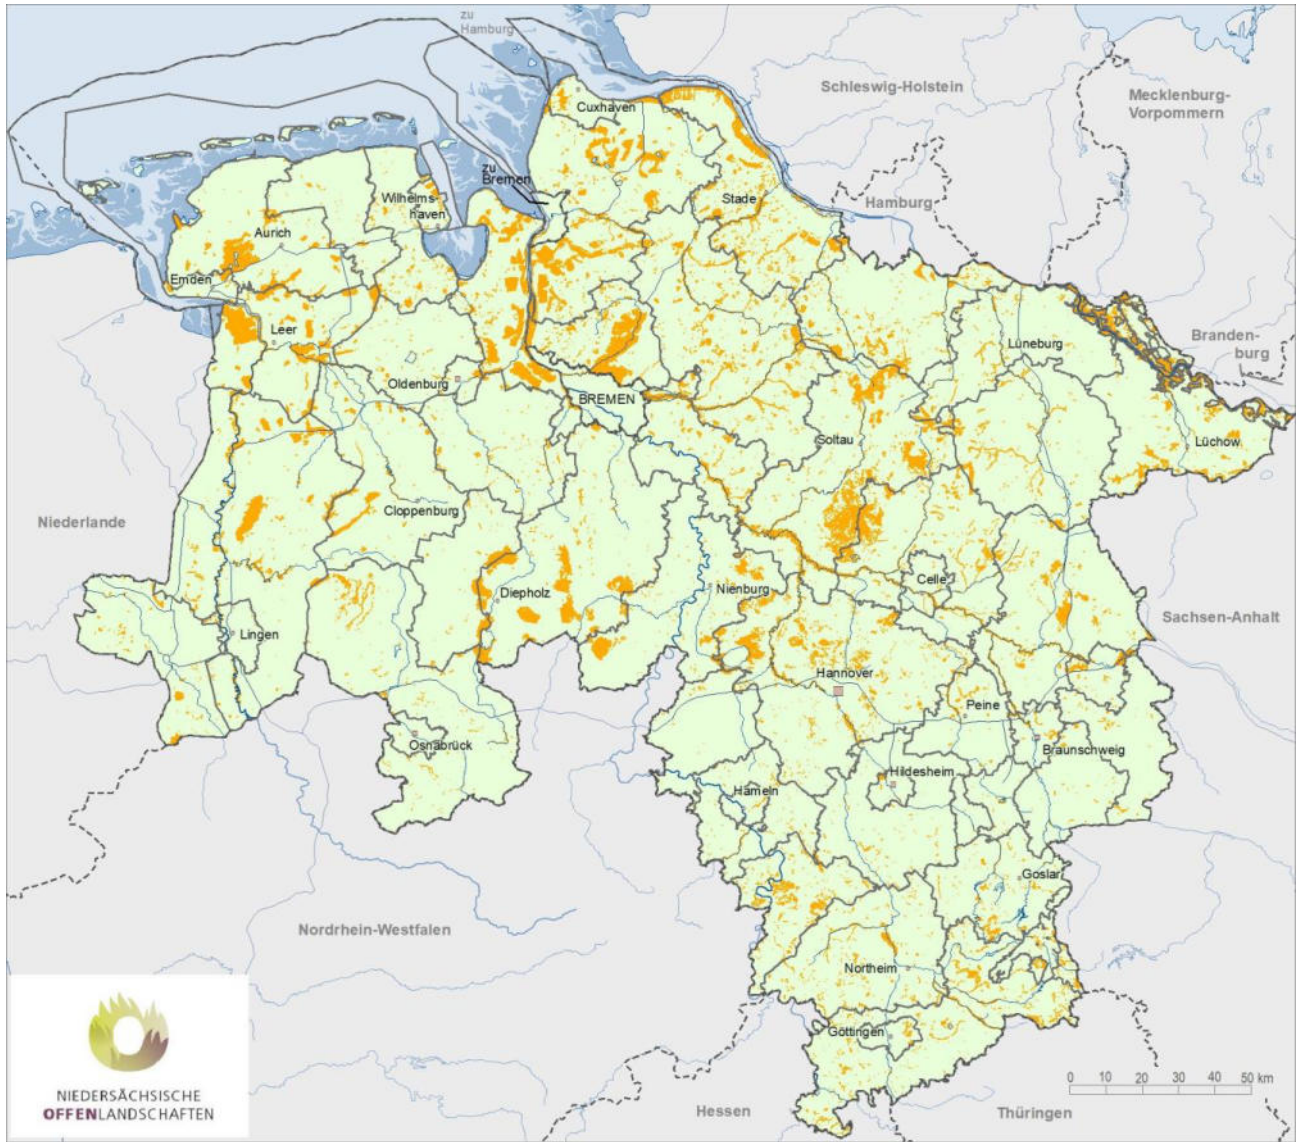 zu
Hamburg
Schleswig-Holstein
Mecklenburg-
Vorpommern
Cuxhaven
zu
Bremen
Wilhelms-
haven
Stade
Hamburg
Aurich
Emden
Leer
Lüneburg
Branden-
burg
Oldenburg
BREMEN
Soltau
Lüchow
Niederlande
Cloppenburg
Celle
Diepholz
Nienburg
Sachsen-Anhalt
Lingen
Hannover
Peine
Osnabrück
Braunschweig
Hildesheim
Hameln
Goslar
Nordrhein-Westfalen
Northeim
Göttingen
NIEDERSÄCHSISCHE
OFFENLANDSCHAFTEN
0 10 20 30 40 50 km
Hessen
Thüringen